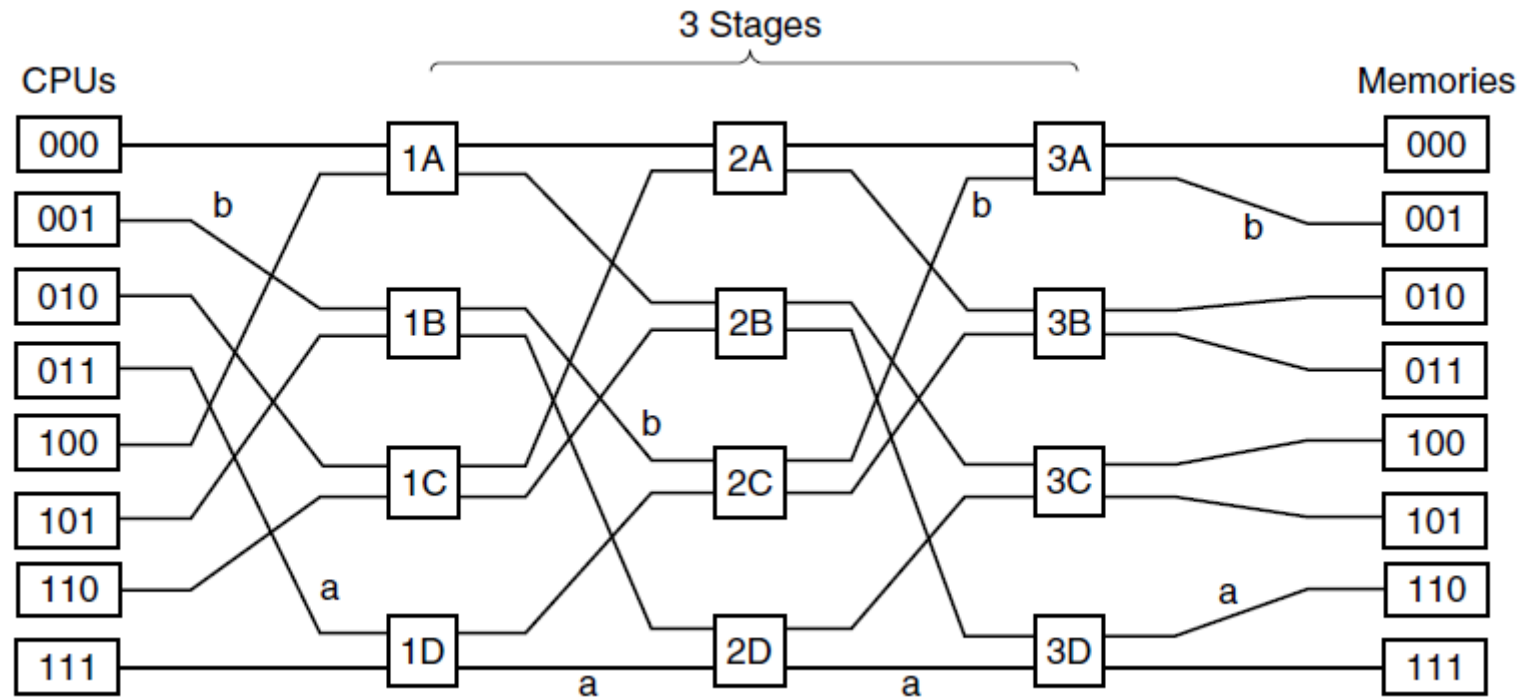 3 Stages
CPUs
Memories
000 1A 2A 3A 000
001 b b b 001
010 1B 2B 3B 010
011 011
100 b 100
101 1C 2C 3C 101
110 a a 110
111 1D 2D 3D 111
a a